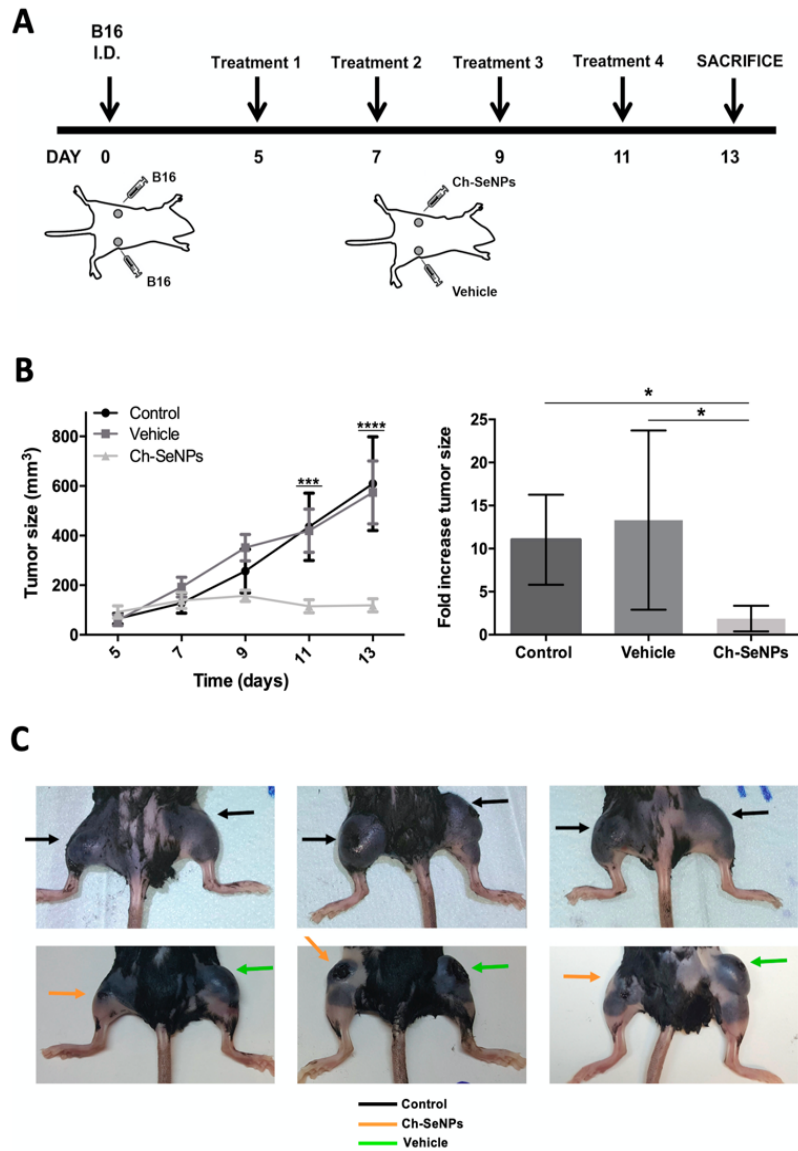 A
B16
I.D.
Treatment 1
Treatment 2
Treatment 3
Treatment 4
SACRIFICE
DAY 0 5 7 9 11 13
B16
B16
Ch-SeNPs
Vehicle
B
Control
Vehicle
Ch-SeNPs
***
****
Tumor size (mm³)
800
600
400
200
0
5 7 9 11 13
Time (days)
*
*
Fold increase tumor size
25
20
15
10
5
0
Control Vehicle Ch-SeNPs
C
Control
Ch-SeNPs
Vehicle